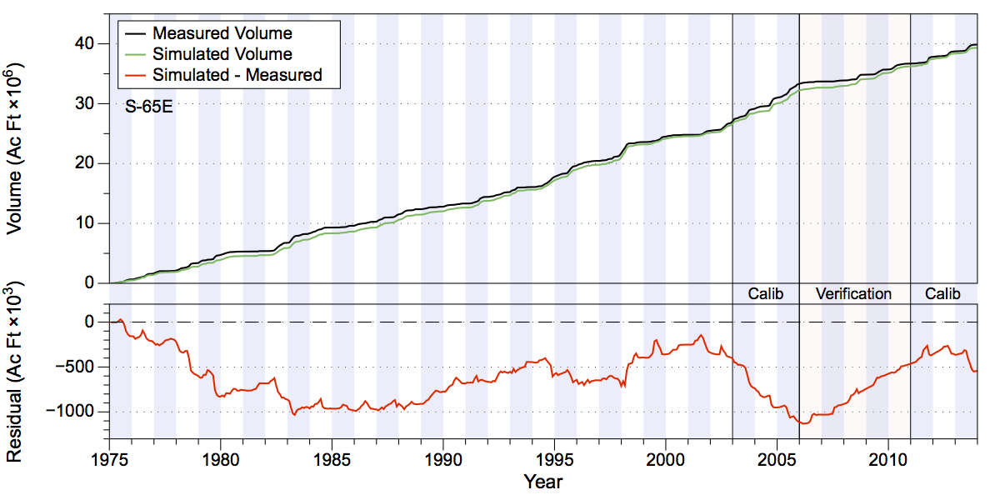 Measured Volume
Simulated Volume
Simulated - Measured
S-65E
Volume (Ac Ft ×10⁶)
40
30
20
10
0
Calib
Verification
Calib
Residual (Ac Ft ×10³)
0
−500
−1000
1975
1980
1985
1990
1995
2000
2005
2010
Year